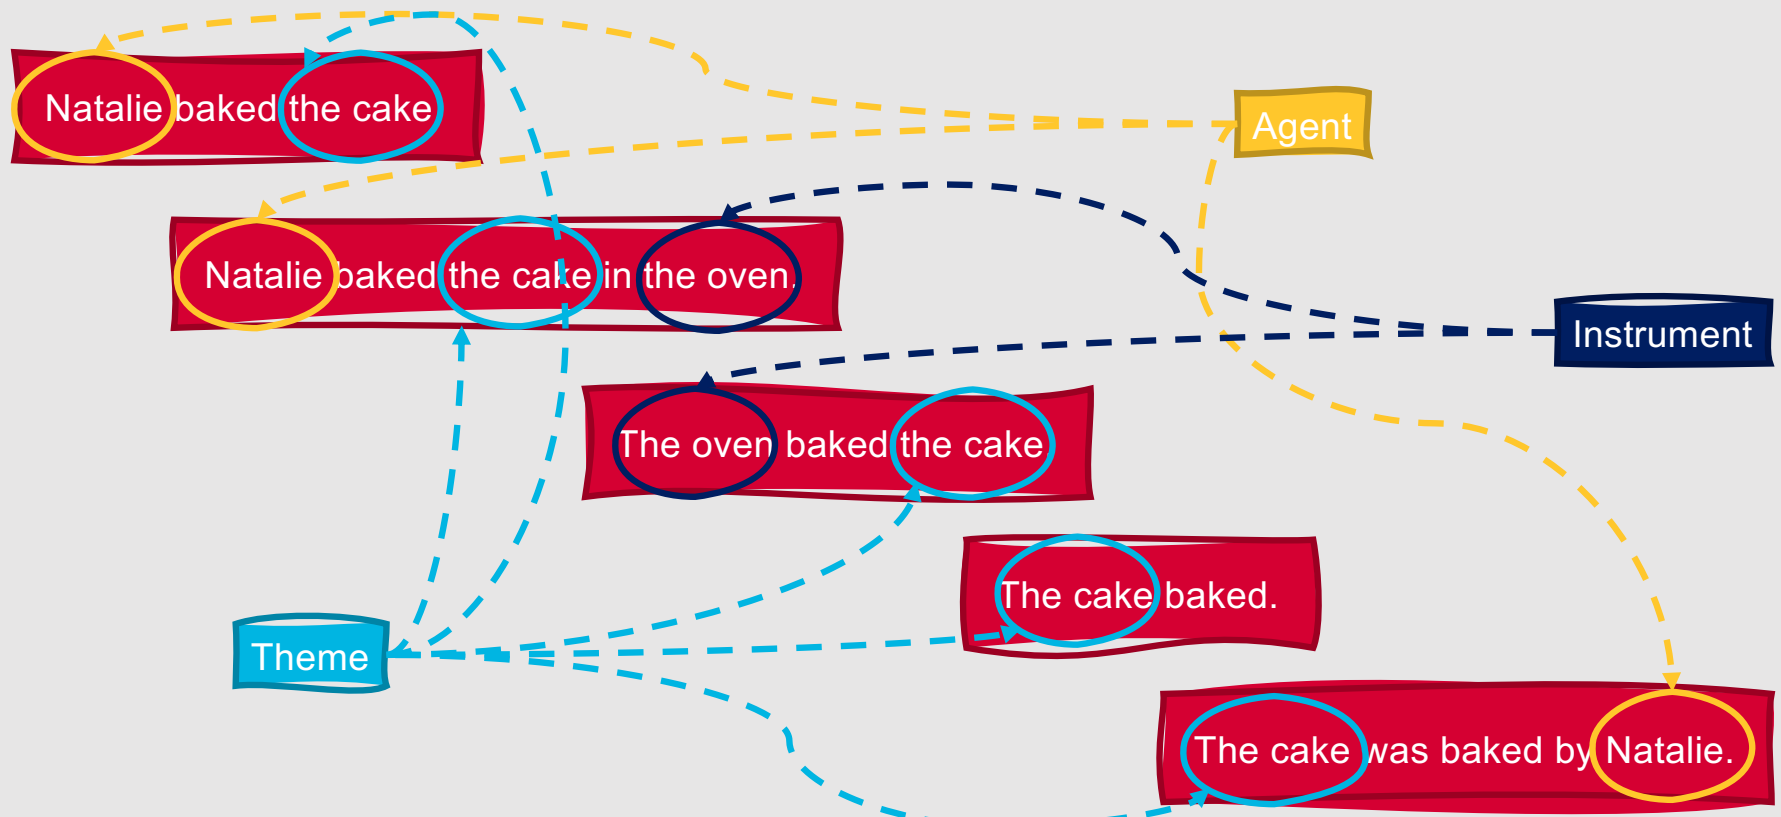 Natalie baked the cake
Agent
Natalie baked the cake in the oven.
Instrument
The oven baked the cake.
The cake baked.
Theme
The cake was baked by Natalie.